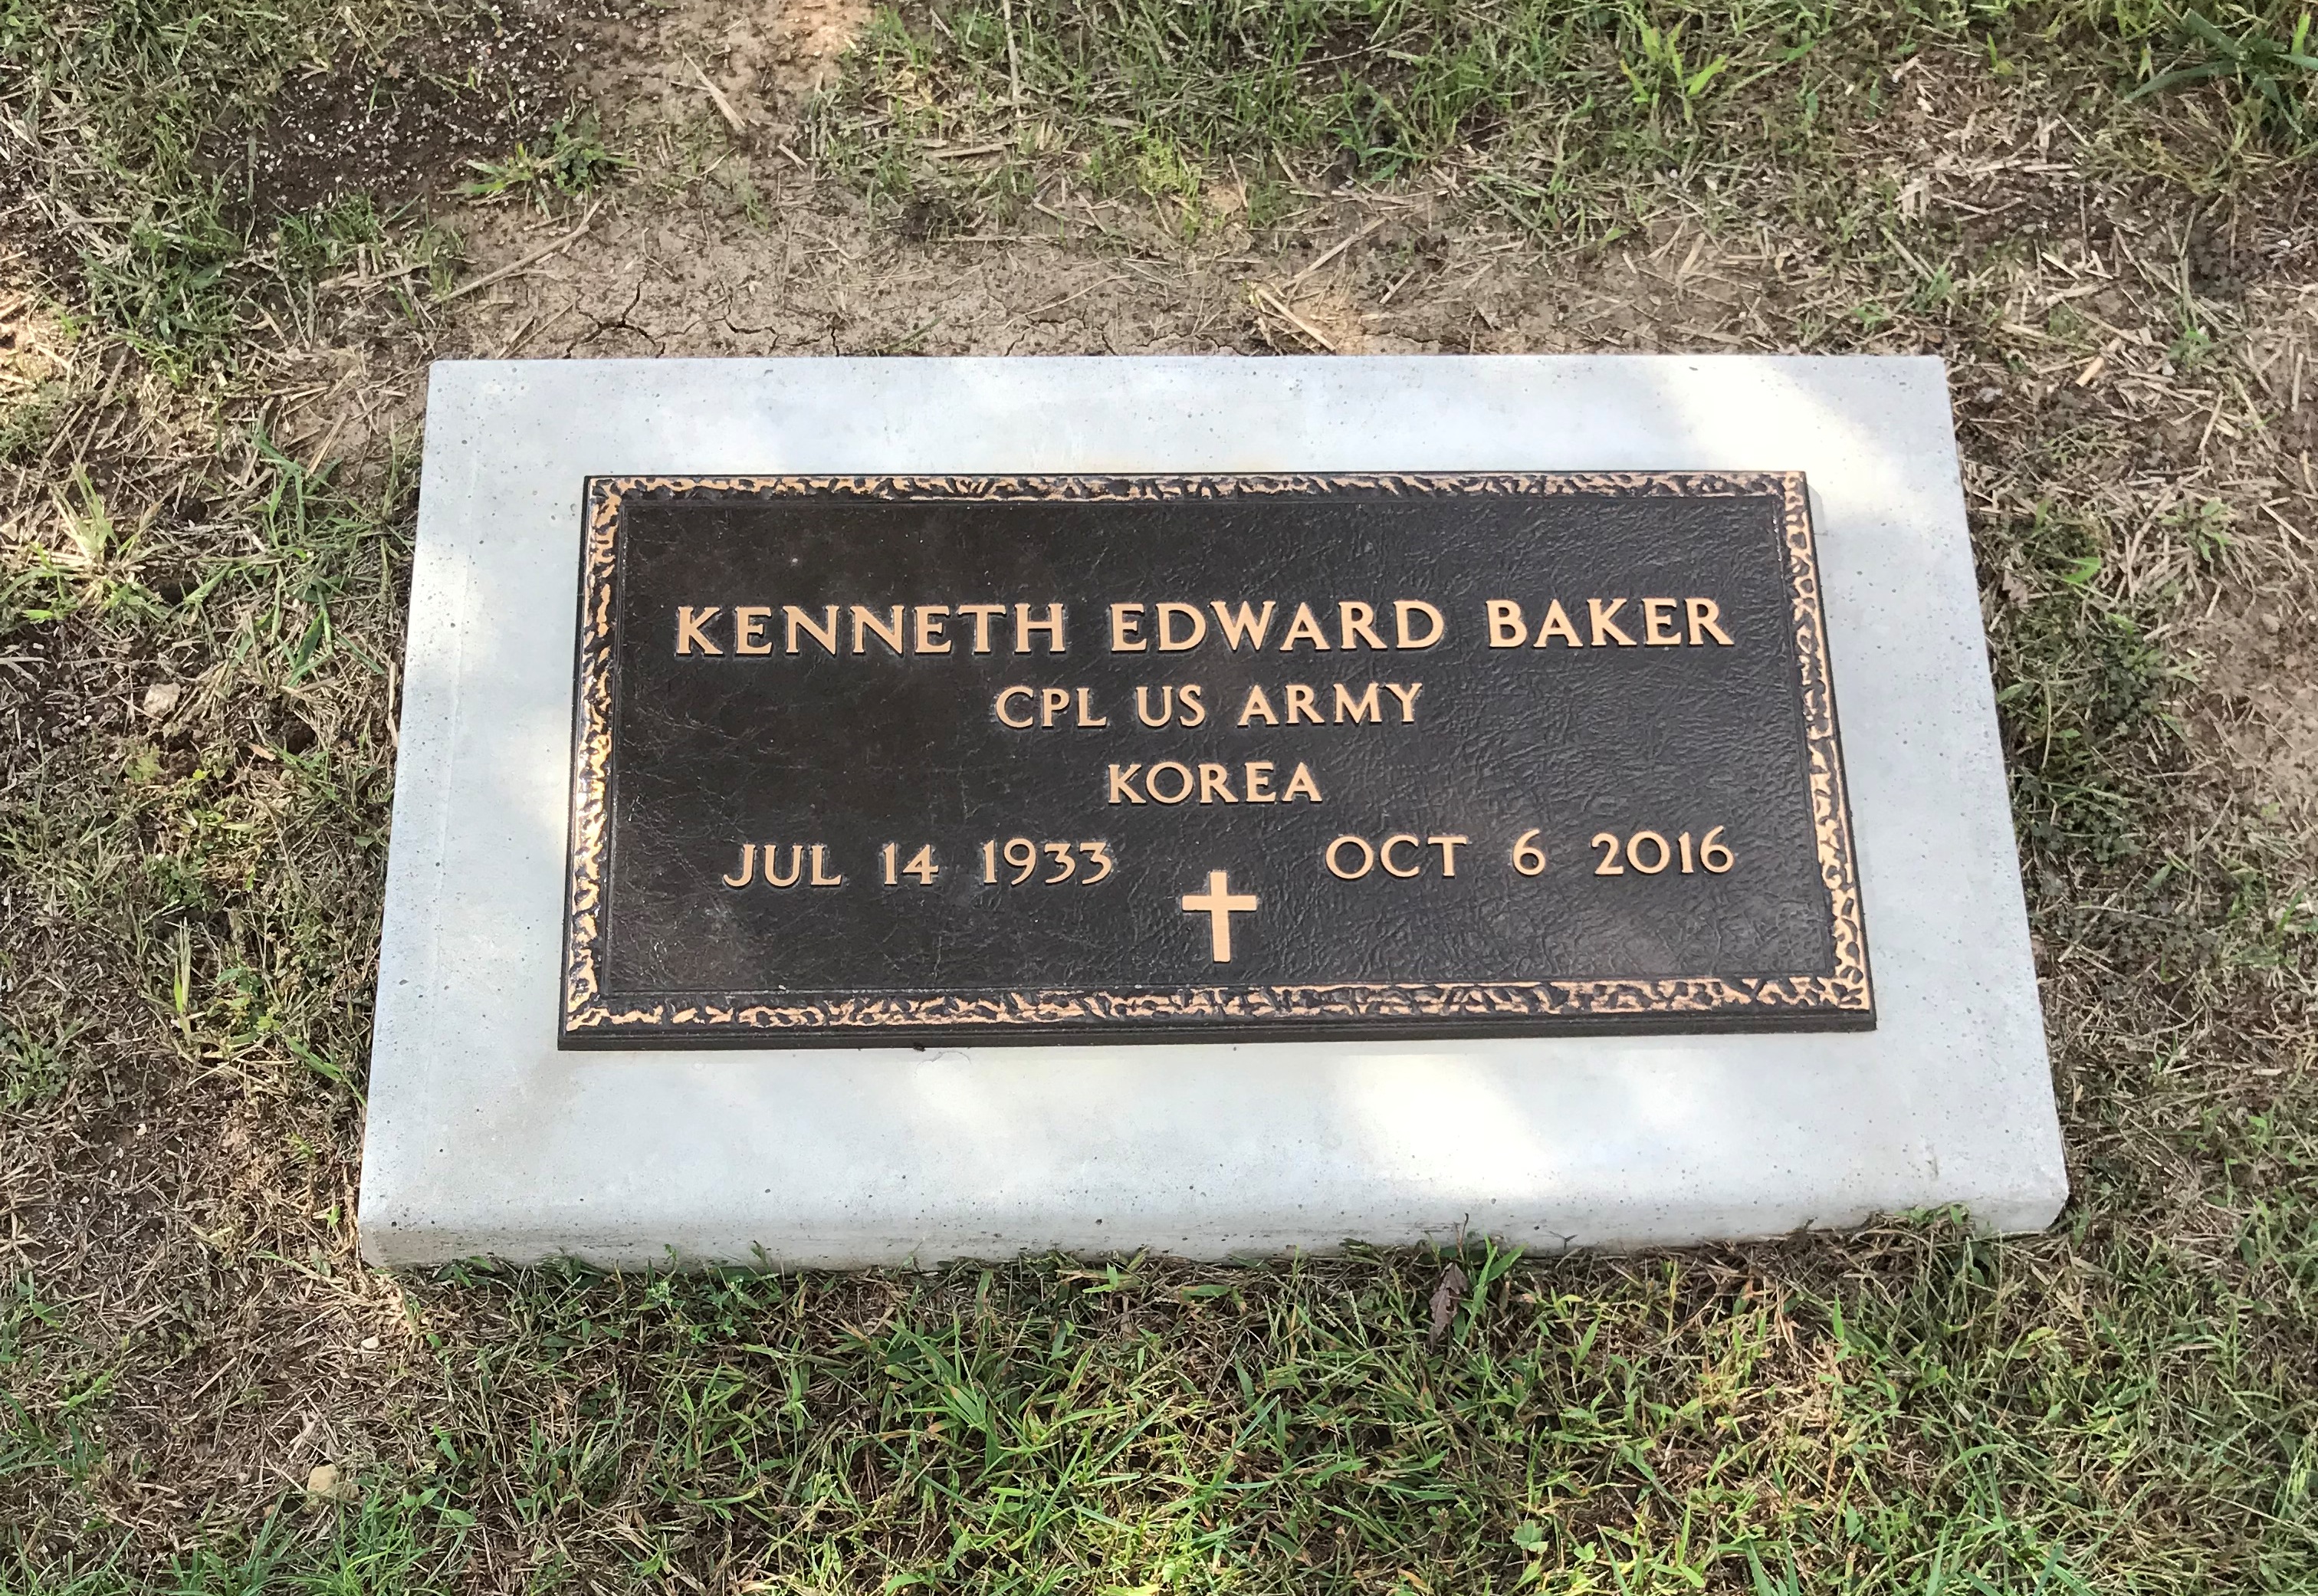 KENNETH EDWARD BAKER
CPL US ARMY
KOREA
JUL 14 1933 OCT 6 2016